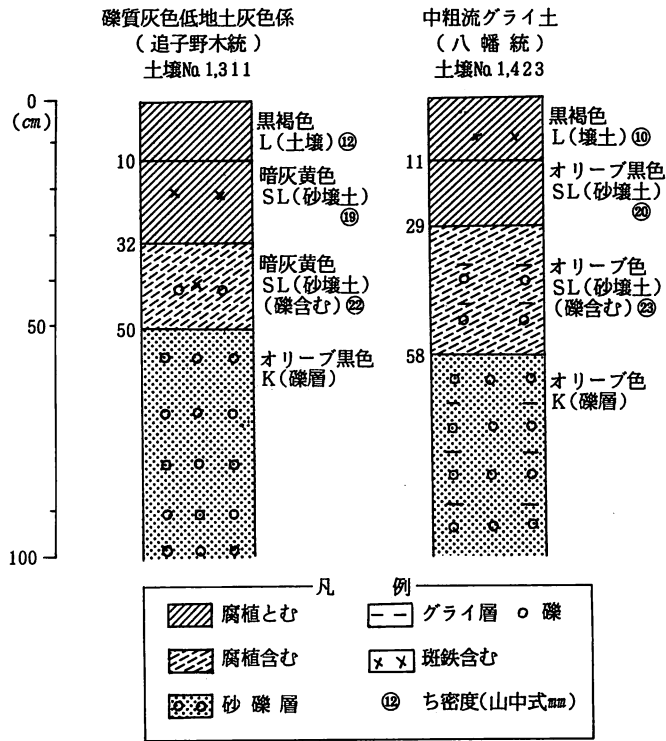 礫質灰色低地土灰色係
（追子野木統）
土壌No.1,311
中粗流グライ土
（八幡統）
土壌No.1,423
0
(cm)
50
100
10
32
50
黒褐色
L（土壌）⑫
暗灰黄色
SL（砂壌土）
⑲
暗灰黄色
SL（砂壌土）
（礫含む）㉒
オリーブ黒色
K（礫層）
11
29
58
黒褐色
L（壌土）⑩
オリーブ黒色
SL（砂壌土）
⑳
オリーブ色
SL（砂壌土）
（礫含む）㉓
オリーブ色
K（礫層）
凡例
腐植とむ
グライ層 礫
腐植含む
斑鉄含む
砂礫層
⑫ ち密度（山中式mm）